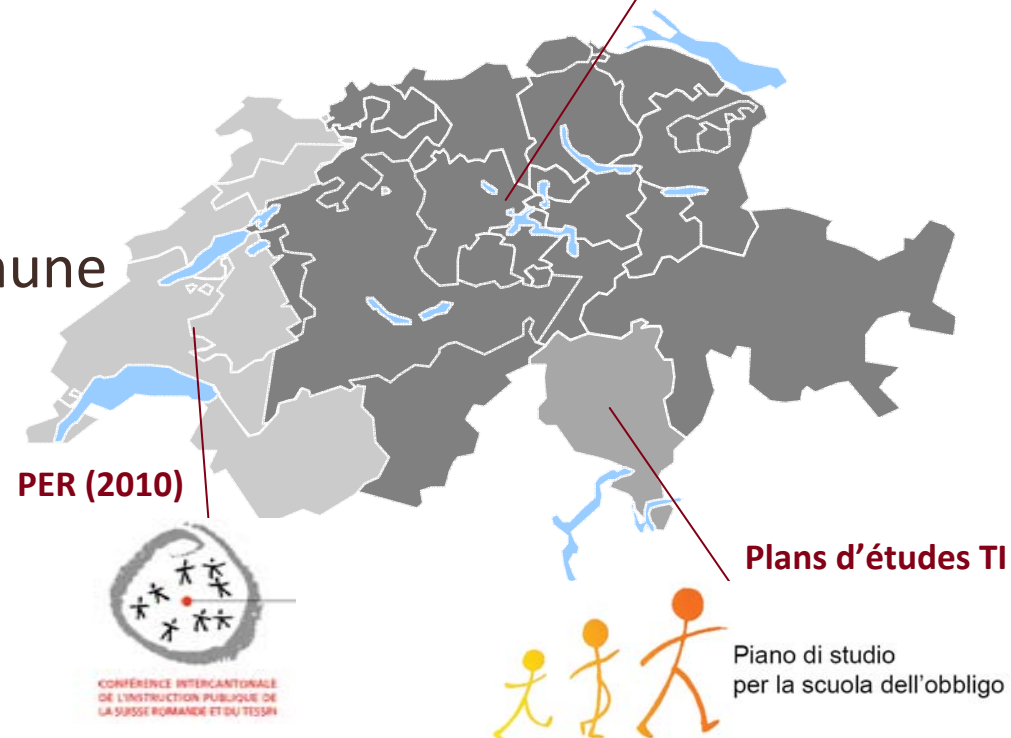 nune
PER (2010)
Plans d'études TI
CONFÉRENCE INTERCANTONALE
DE L'INSTRUCTION PUBLIQUE DE
LA SUISSE ROMANDE ET DU TESSIN
Piano di studio
per la scuola dell'obbligo